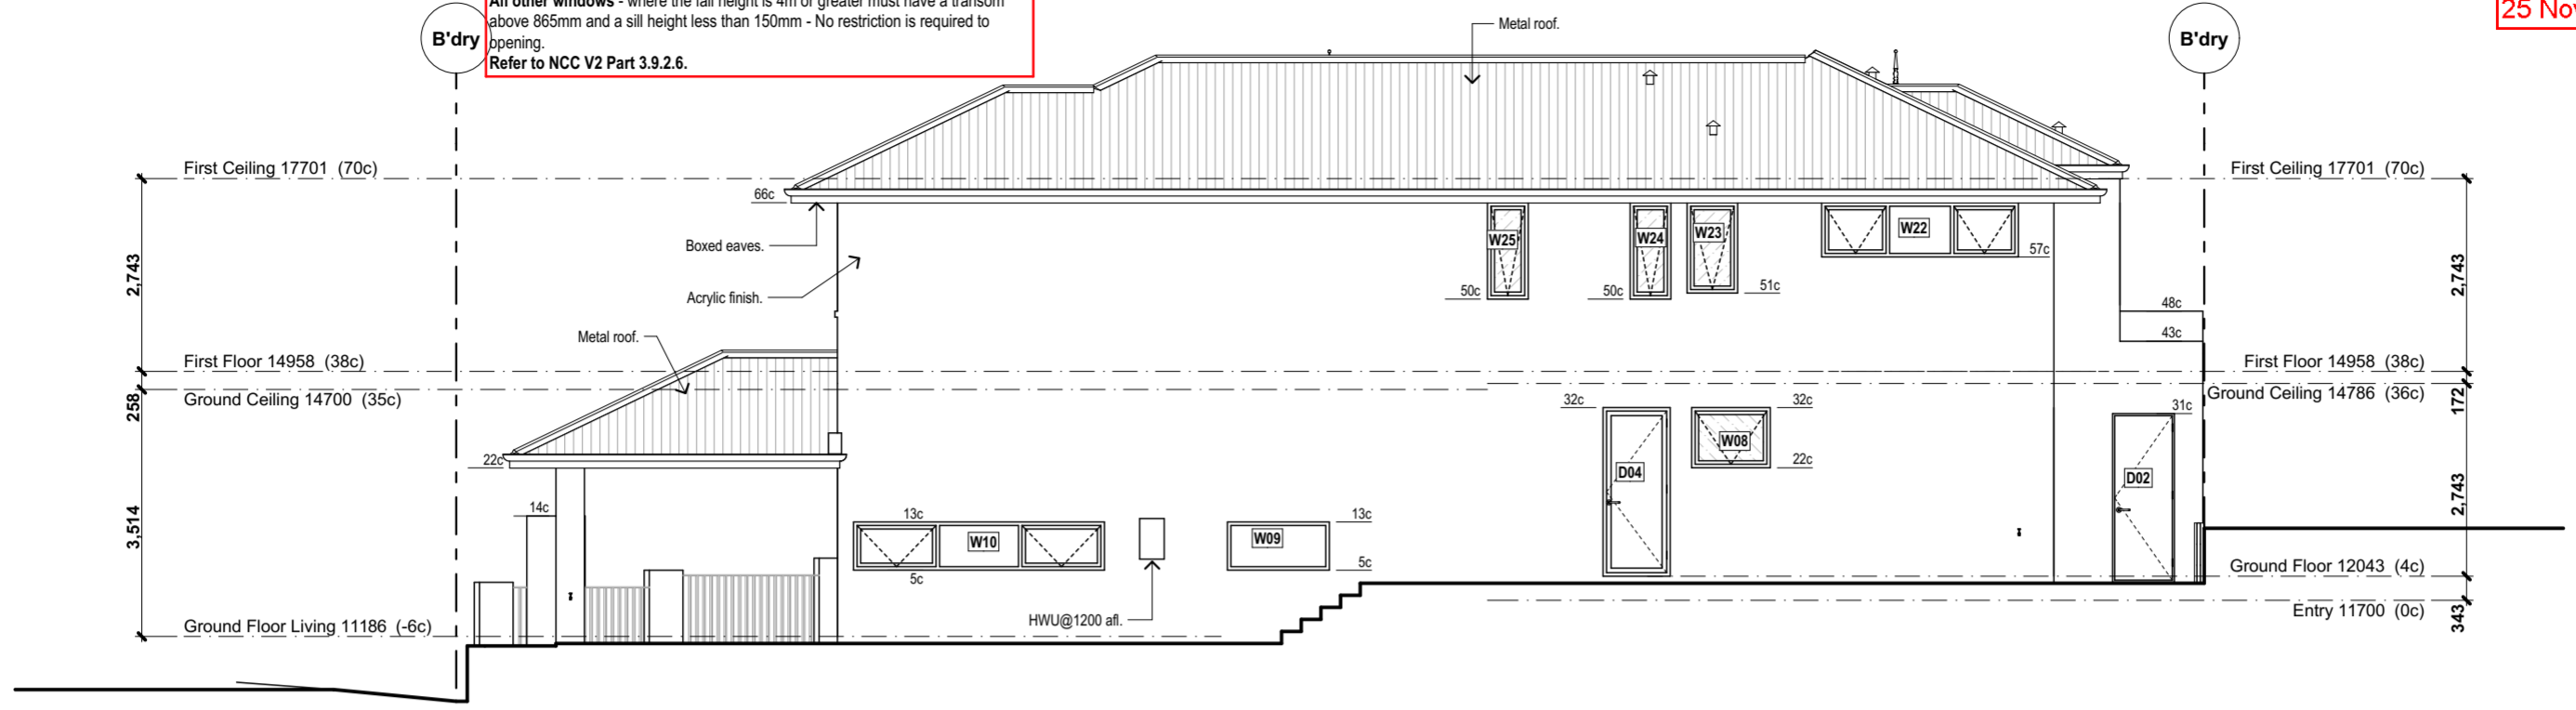 All other windows - where the fall height is 4m or greater must have a transom
above 865mm and a sill height less than 150mm - No restriction is required to
opening.
Refer to NCC V2 Part 3.9.2.6.
25 Nov
B'dry
B'dry
Metal roof.
First Ceiling 17701 (70c)
First Ceiling 17701 (70c)
66c
Boxed eaves.
Acrylic finish.
W25
W24
W23
W22
57c
50c
50c
51c
2,743
2,743
48c
43c
Metal roof.
First Floor 14958 (38c)
First Floor 14958 (38c)
258
Ground Ceiling 14700 (35c)
Ground Ceiling 14786 (36c)
172
32c
32c
31c
W08
22c
22c
D04
D02
14c
13c
13c
3,514
2,743
W10
W09
5c
5c
Ground Floor 12043 (4c)
Entry 11700 (0c)
343
HWU@1200 afl.
Ground Floor Living 11186 (-6c)